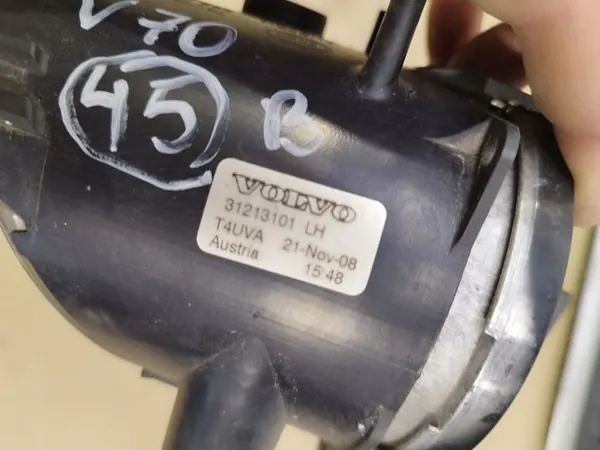 V70
45 B
VOLVO
31213101 LH
T4UVA 21-Nov-08
Austria 15:48